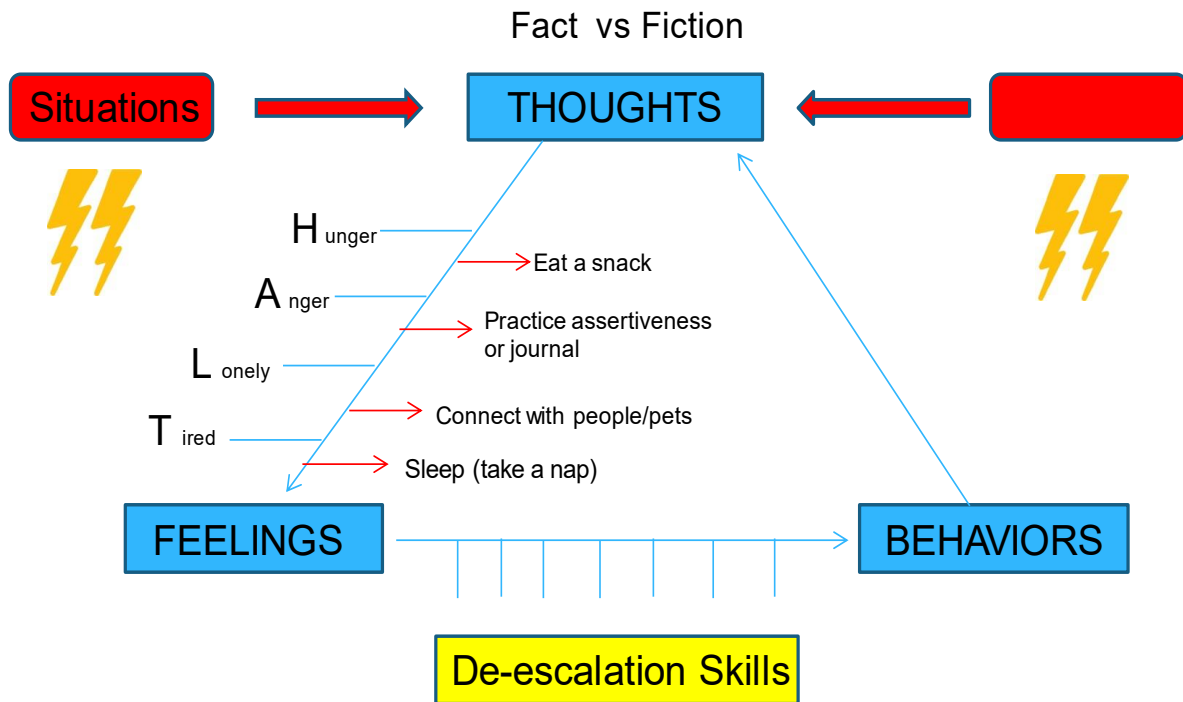 Fact vs Fiction
Situations
THOUGHTS
H unger
Eat a snack
A nger
Practice assertiveness
or journal
L onely
Connect with people/pets
T ired
Sleep (take a nap)
FEELINGS
BEHAVIORS
De-escalation Skills